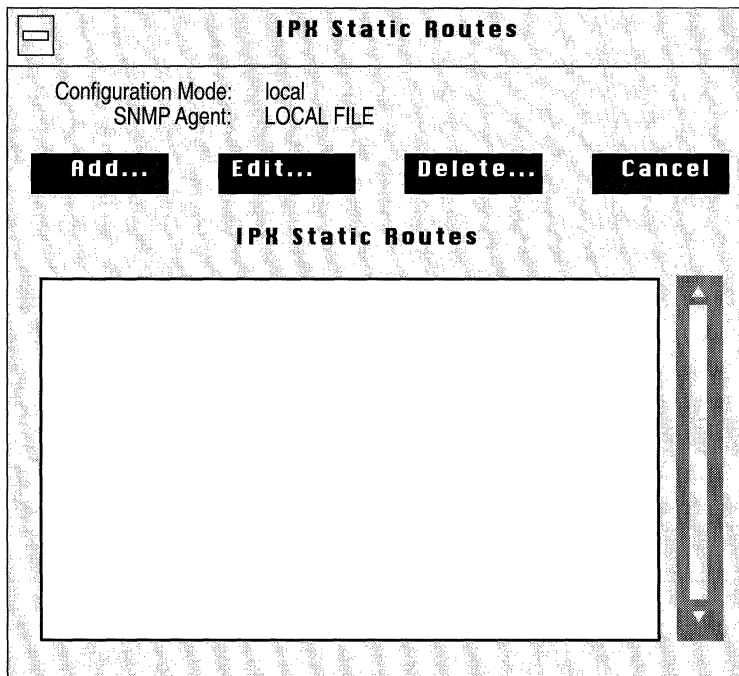 IPX Static Routes
Configuration Mode: local
SNMP Agent: LOCAL FILE
Add... Edit... Delete... Cancel
IPX Static Routes